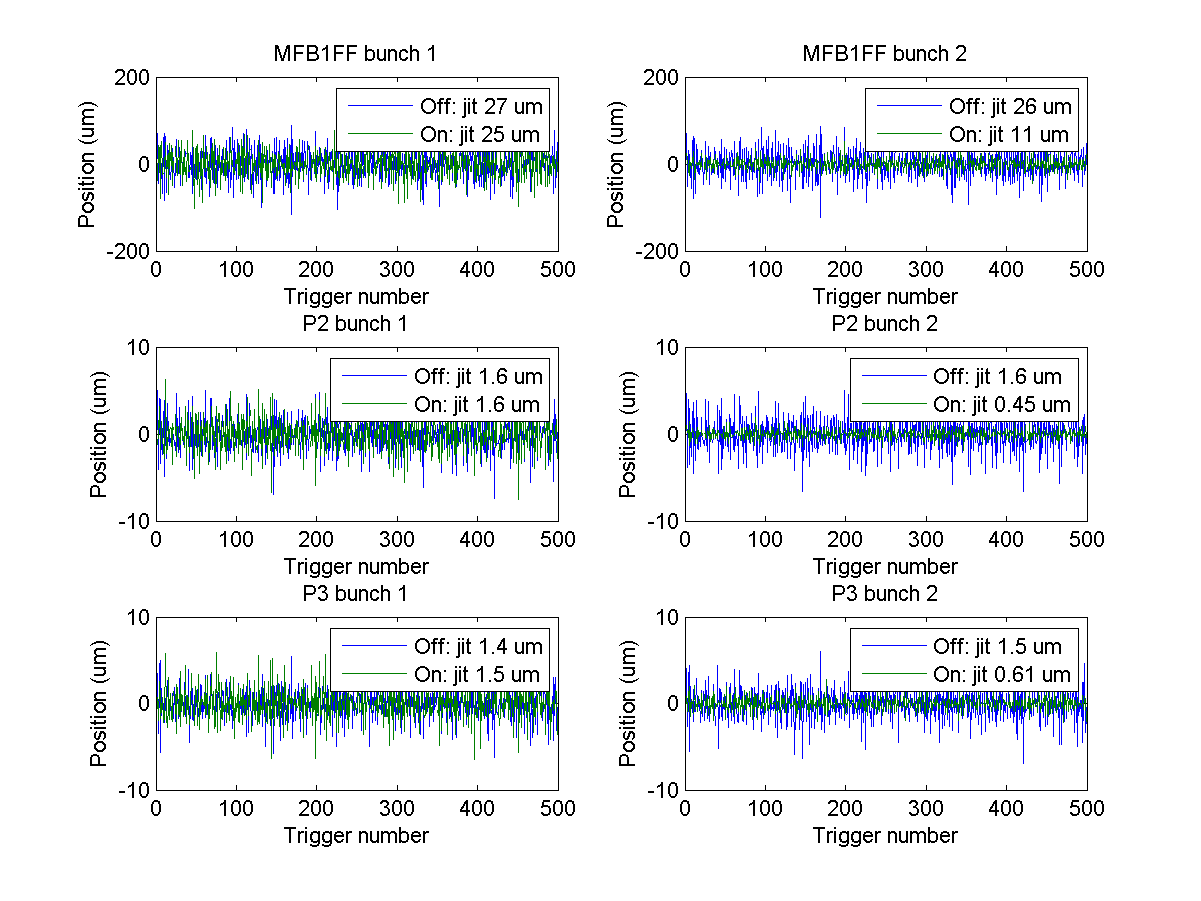 MFB1FF bunch 1
200
0
-200
Position (um)
Off: jit 27 um
On: jit 25 um
0 100 200 300 400 500
Trigger number
MFB1FF bunch 2
200
0
-200
Position (um)
Off: jit 26 um
On: jit 11 um
0 100 200 300 400 500
Trigger number
P2 bunch 1
10
0
-10
Position (um)
Off: jit 1.6 um
On: jit 1.6 um
0 100 200 300 400 500
Trigger number
P2 bunch 2
10
0
-10
Position (um)
Off: jit 1.6 um
On: jit 0.45 um
0 100 200 300 400 500
Trigger number
P3 bunch 1
10
0
-10
Position (um)
Off: jit 1.4 um
On: jit 1.5 um
0 100 200 300 400 500
Trigger number
P3 bunch 2
10
0
-10
Position (um)
Off: jit 1.5 um
On: jit 0.61 um
0 100 200 300 400 500
Trigger number